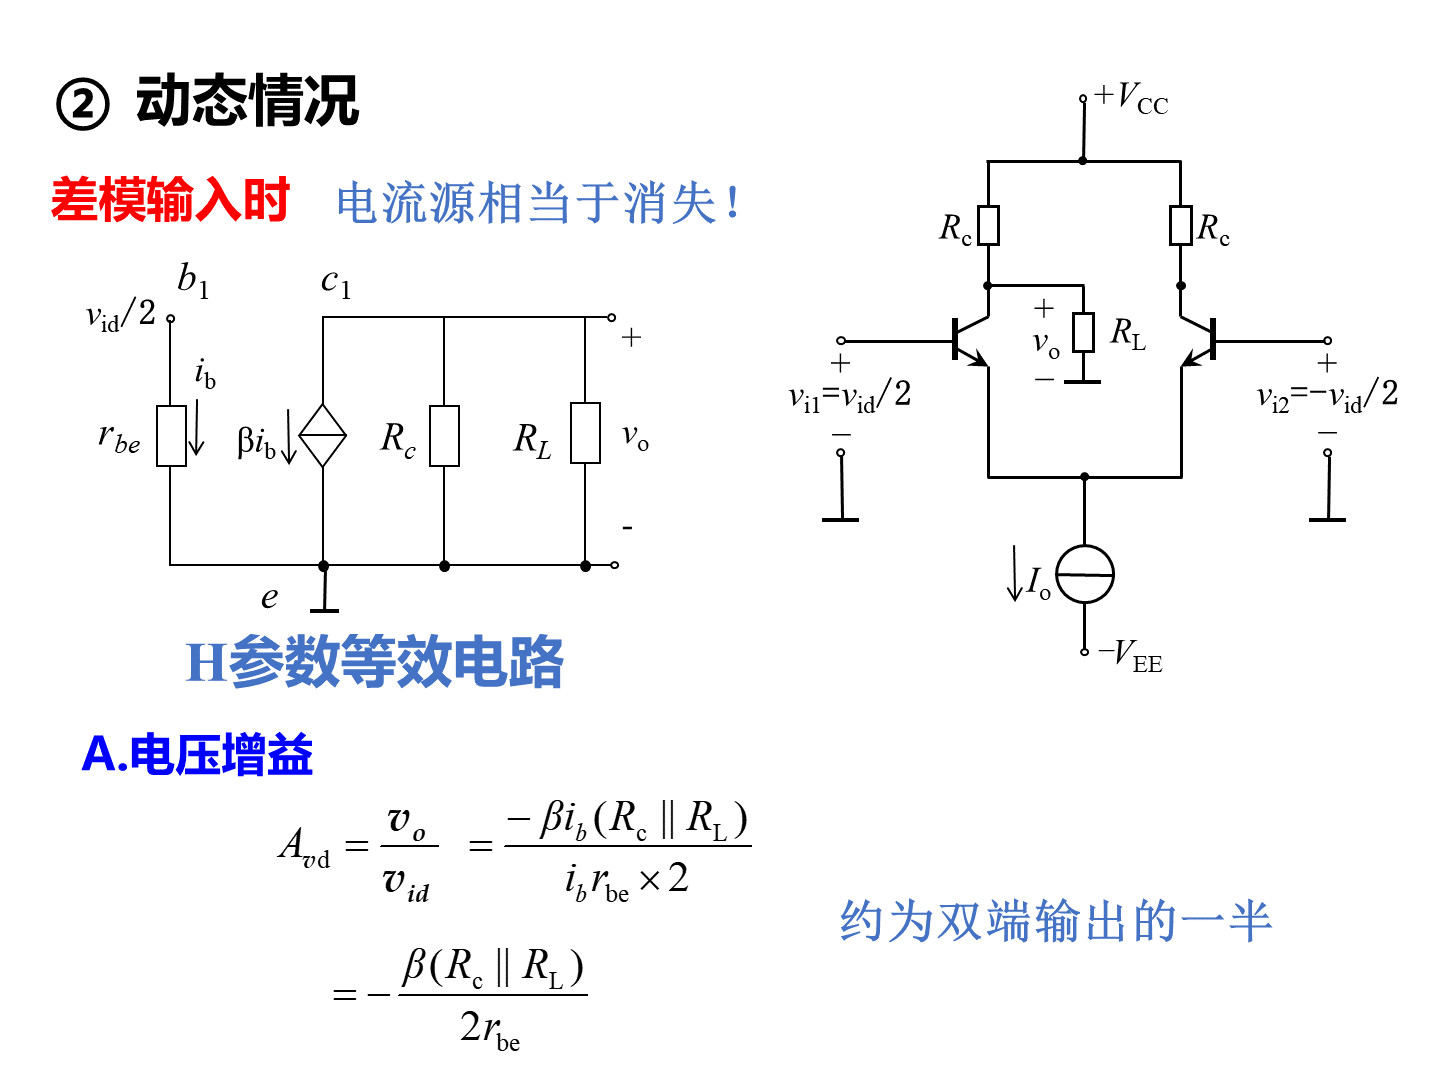 ② 动态情况
差模输入时 电流源相当于消失！
b1 c1
vid/2
ib
rbe
βib
Rc
RL
+
vo
-
e
H参数等效电路
+VCC
Rc Rc
+
vo
−
RL
+
vi1=vid/2
−
+
vi2=−vid/2
−
Io
−VEE
A.电压增益
Avd = vo / vid = −βib(Rc || RL) / ibrbe × 2
= − β(Rc || RL) / 2rbe
约为双端输出的一半